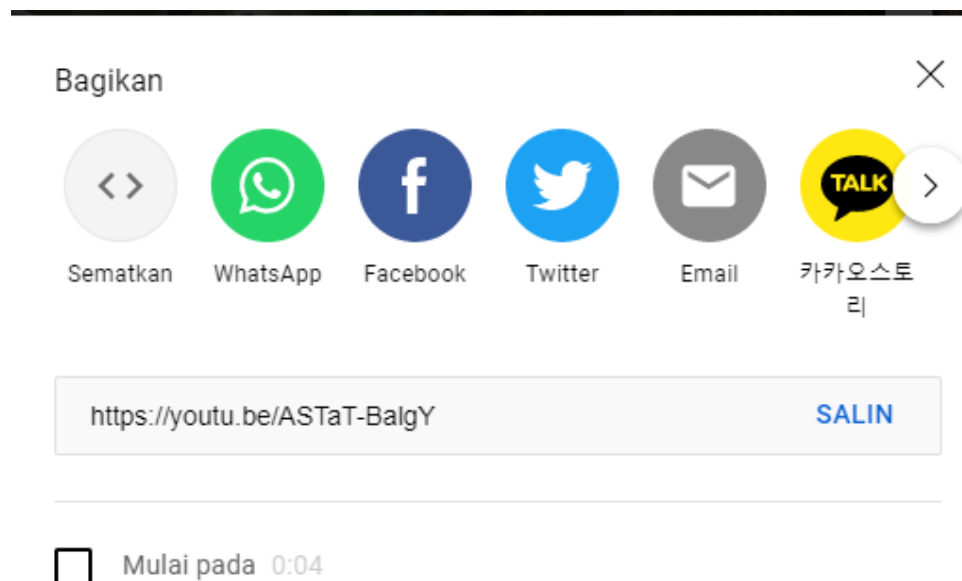 Bagikan
TALK
Sematkan WhatsApp Facebook Twitter Email 카카오스토
리
https://youtu.be/ASTaT-BalgY SALIN
Mulai pada 0:04